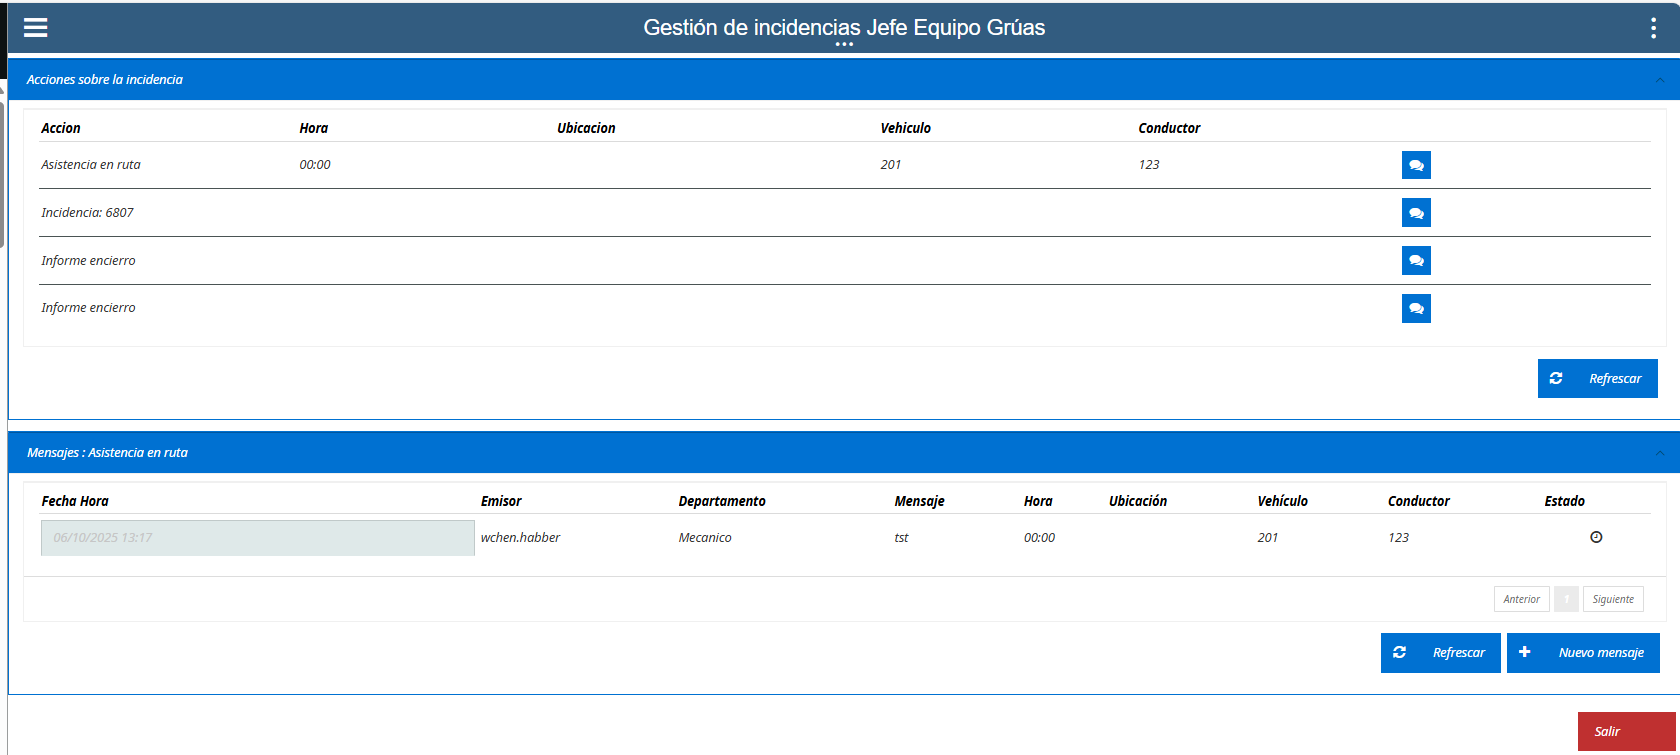 Gestión de incidencias Jefe Equipo Grúas
Acciones sobre la incidencia
Accion Hora Ubicacion Vehiculo Conductor
Asistencia en ruta 00:00 201 123
Incidencia: 6807
Informe encierro
Informe encierro
Refrescar
Mensajes : Asistencia en ruta
Fecha Hora Emisor Departamento Mensaje Hora Ubicación Vehículo Conductor Estado
06/10/2025 13:17 wchen.habber Mecanico tst 00:00 201 123
Anterior 1 Siguiente
Refrescar Nuevo mensaje
Salir